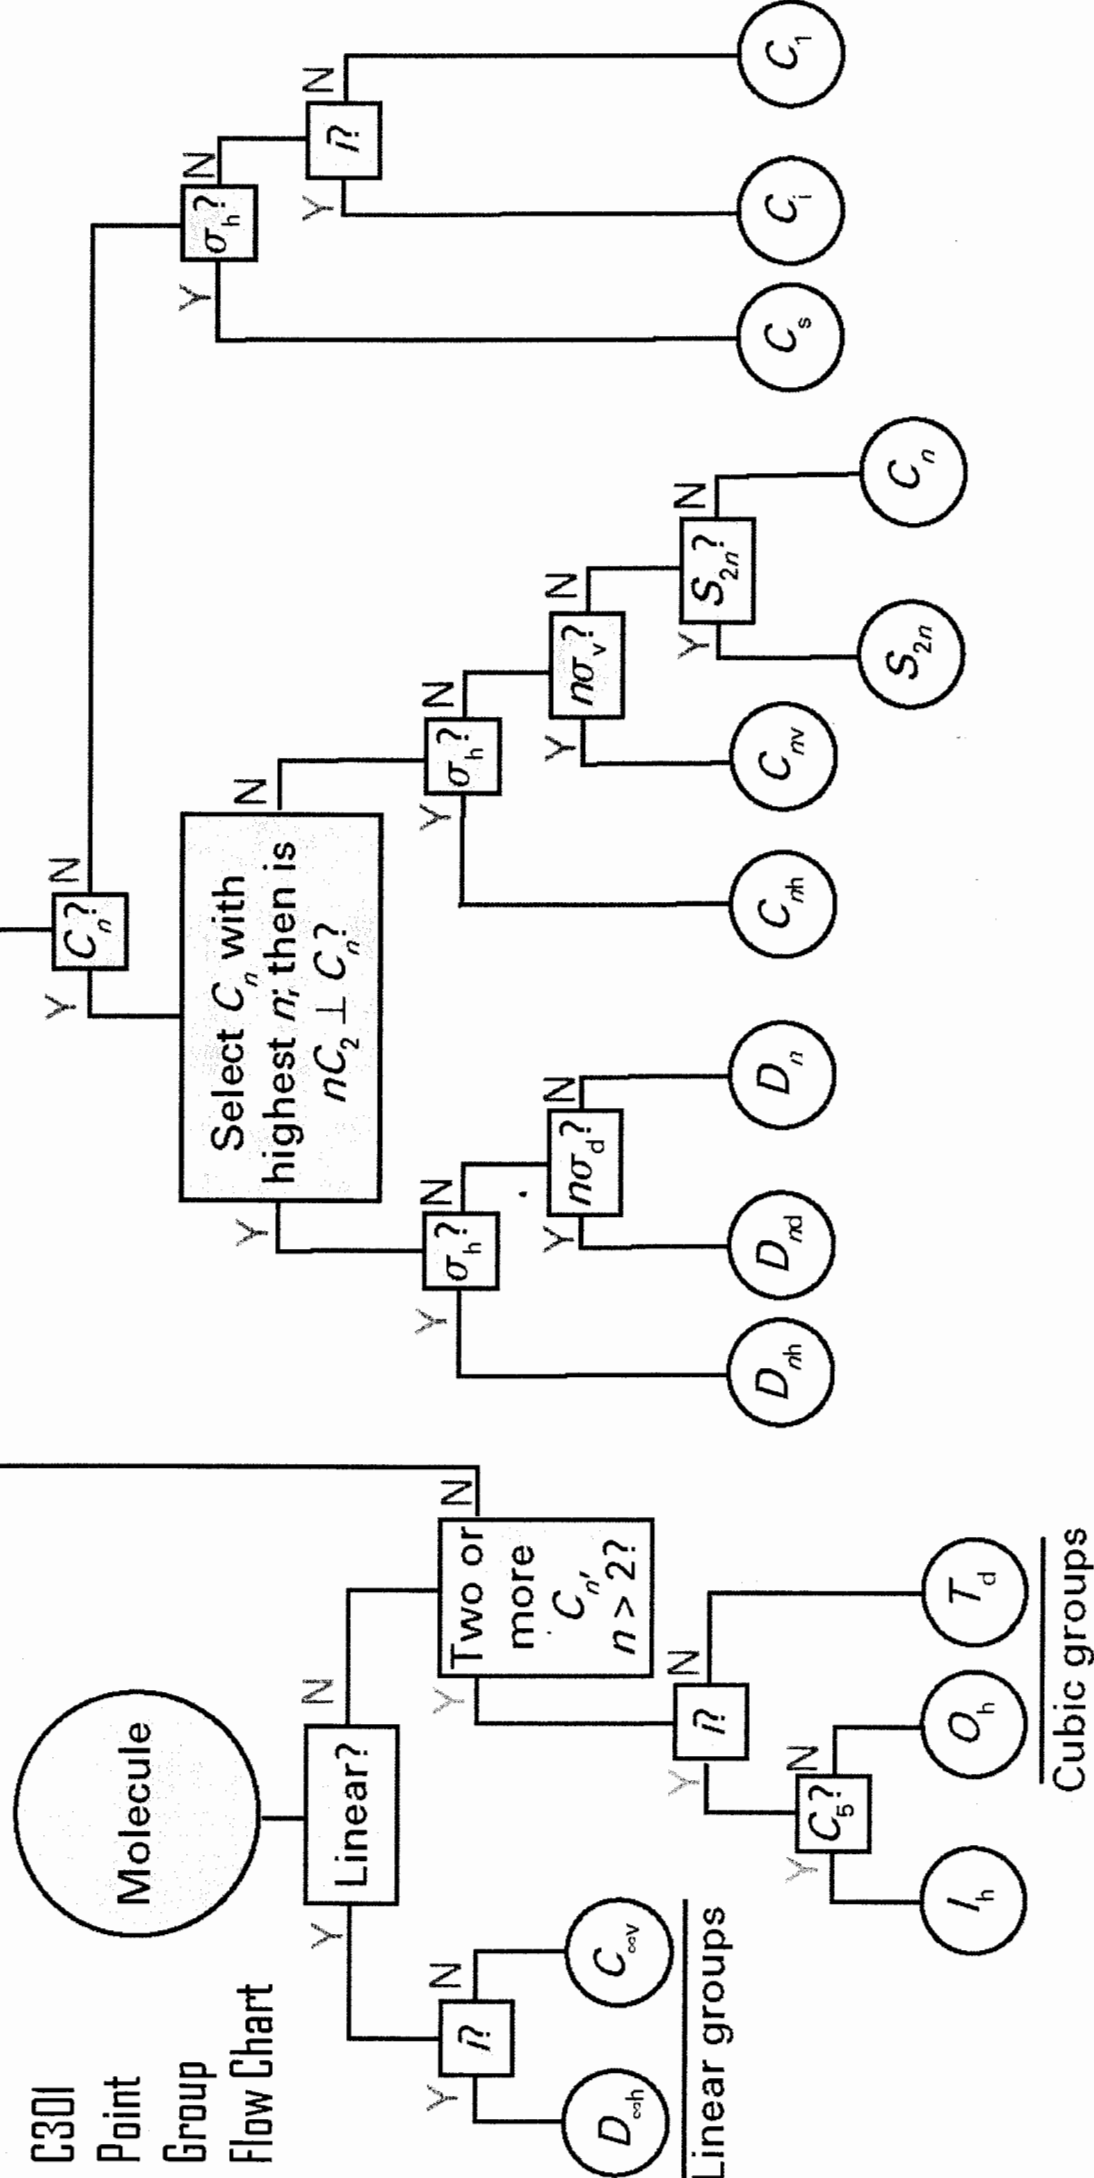 C301
Point
Group
Flow Chart
Molecule
Linear?
Y
N
i?
Y
N
D∞h
C∞v
Linear groups
Two or
more
Cn,
n > 2?
Y
N
i?
Y
N
C5?
Y
N
Ih
Oh
Td
Cubic groups
Cn?
Y
N
Select Cn with
highest n; then is
nC2 ⊥ Cn?
Y
N
σh?
Y
N
nσd?
Y
N
Dnh
Dnd
Dn
σh?
Y
N
nσv?
Y
N
S2n?
Y
N
Cnh
Cnv
S2n
Cn
σh?
Y
N
i?
Y
N
Cs
Ci
C1